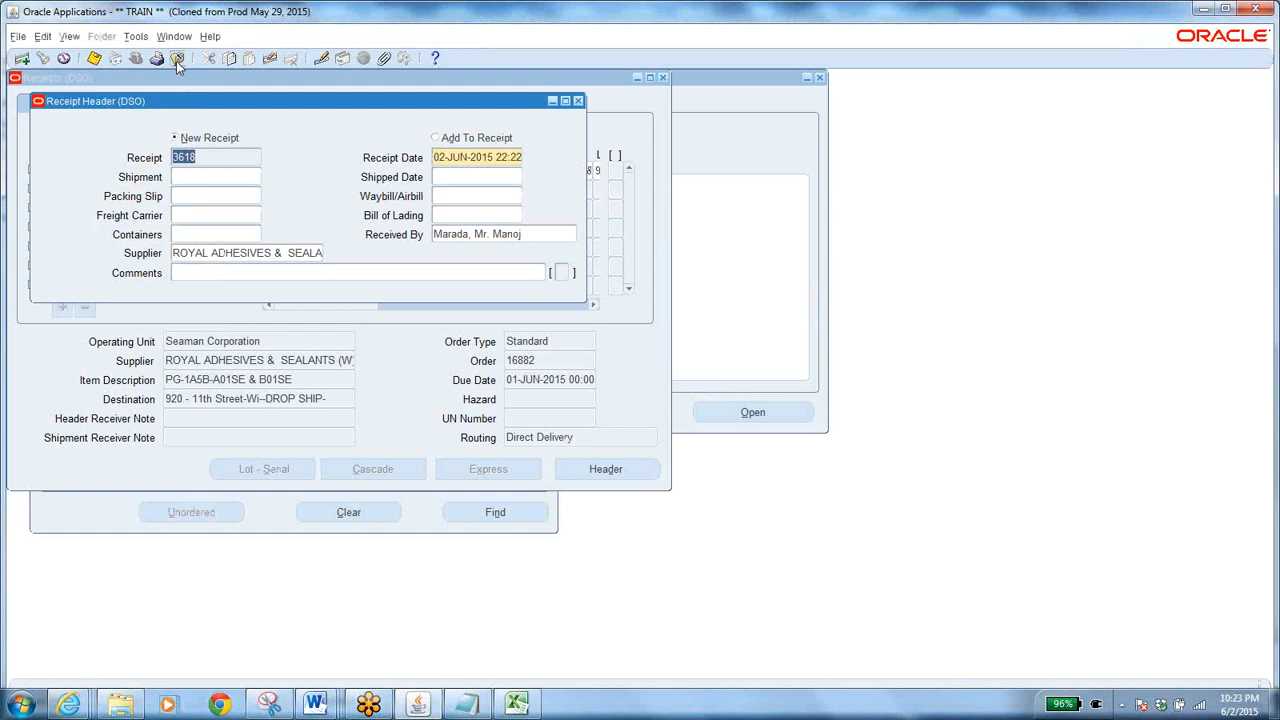 Oracle Applications - ** TRAIN ** (Cloned from Prod May 29, 2015)
File Edit View Folder Tools Window Help
ORACLE
Receipts (DSO)
Receipt Header (DSO)
New Receipt
Add To Receipt
Receipt 3618
Receipt Date 02-JUN-2015 22:22
Shipment
Shipped Date
Packing Slip
Waybill/Airbill
Freight Carrier
Bill of Lading
Containers
Received By Marada, Mr. Manoj
Supplier ROYAL ADHESIVES & SEALA
Comments
[ ]
[ ]
Operating Unit Seaman Corporation
Order Type Standard
Supplier ROYAL ADHESIVES & SEALANTS (W
Order 16882
Item Description PG-1A5B-A01SE & B01SE
Due Date 01-JUN-2015 00:00
Destination 920 - 11th Street-Wi--DROP SHIP-
Hazard
Header Receiver Note
UN Number
Shipment Receiver Note
Routing Direct Delivery
Open
Lot - Serial Cascade Express Header
Unordered Clear Find
96%
10:23 PM
6/2/2015